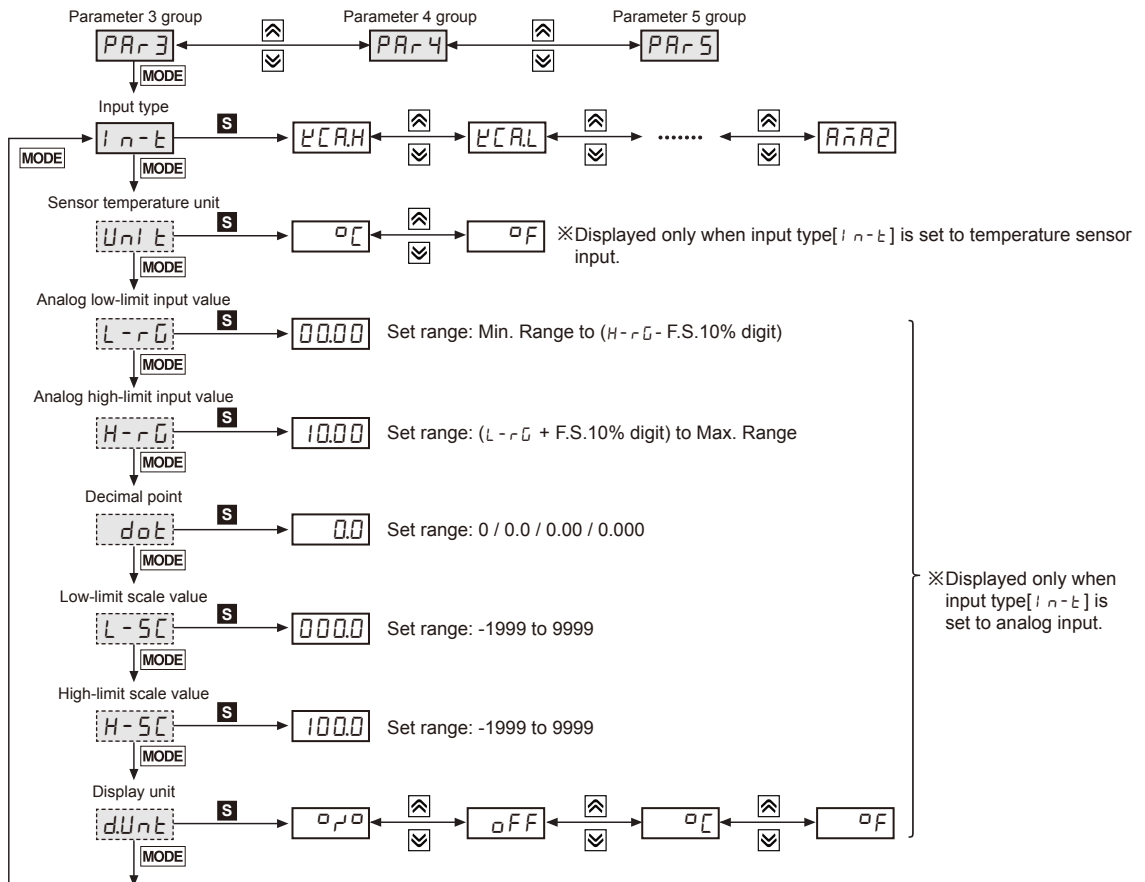 Parameter 3 group Parameter 4 group Parameter 5 group
PAr3 PAr4 PAr5
MODE
Input type
In-t S KCA.H KCA.L ······· AMA2
MODE MODE
Sensor temperature unit
UnIt S °C °F ※Displayed only when input type[In-t] is set to temperature sensor
input.
MODE
Analog low-limit input value
L-rG S 00.00 Set range: Min. Range to (H-rG- F.S.10% digit)
MODE
Analog high-limit input value
H-rG S 10.00 Set range: (L-rG + F.S.10% digit) to Max. Range
MODE
Decimal point
dot S 0.0 Set range: 0 / 0.0 / 0.00 / 0.000
MODE
※Displayed only when
input type[In-t] is
set to analog input.
Low-limit scale value
L-SC S 000.0 Set range: -1999 to 9999
MODE
High-limit scale value
H-SC S 100.0 Set range: -1999 to 9999
MODE
Display unit
d.Unt S °/° oFF °C °F
MODE